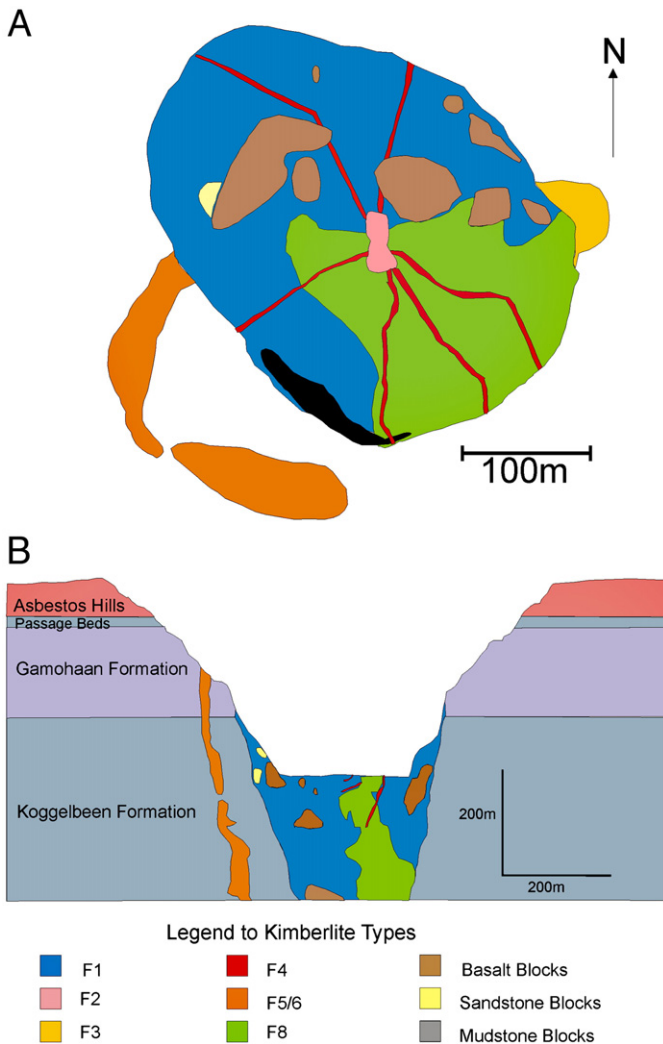 A
N
100m
B
Asbestos Hills
Passage Beds
Gamohaan Formation
Koggelbeen Formation
200m
200m
Legend to Kimberlite Types
F1 F4 Basalt Blocks
F2 F5/6 Sandstone Blocks
F3 F8 Mudstone Blocks